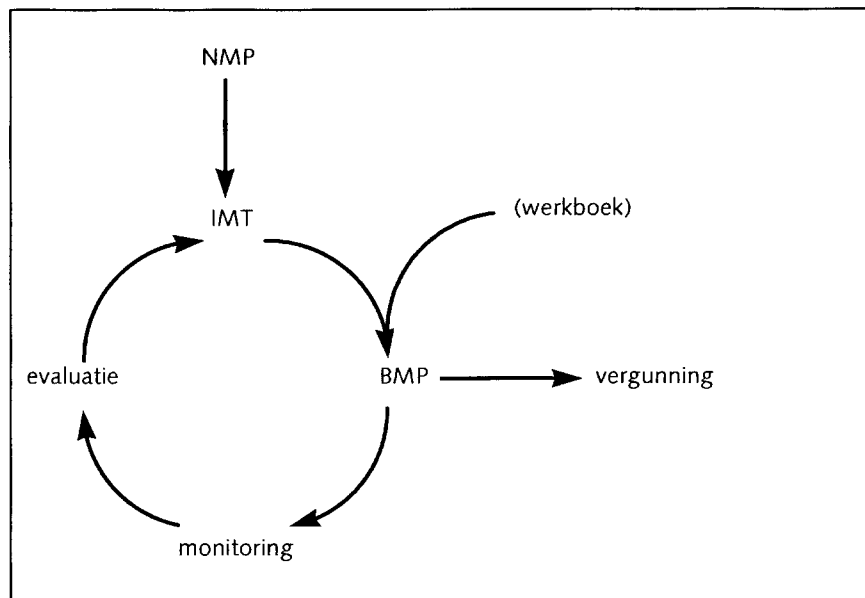 NMP
IMT
(werkboek)
evaluatie
BMP
vergunning
monitoring